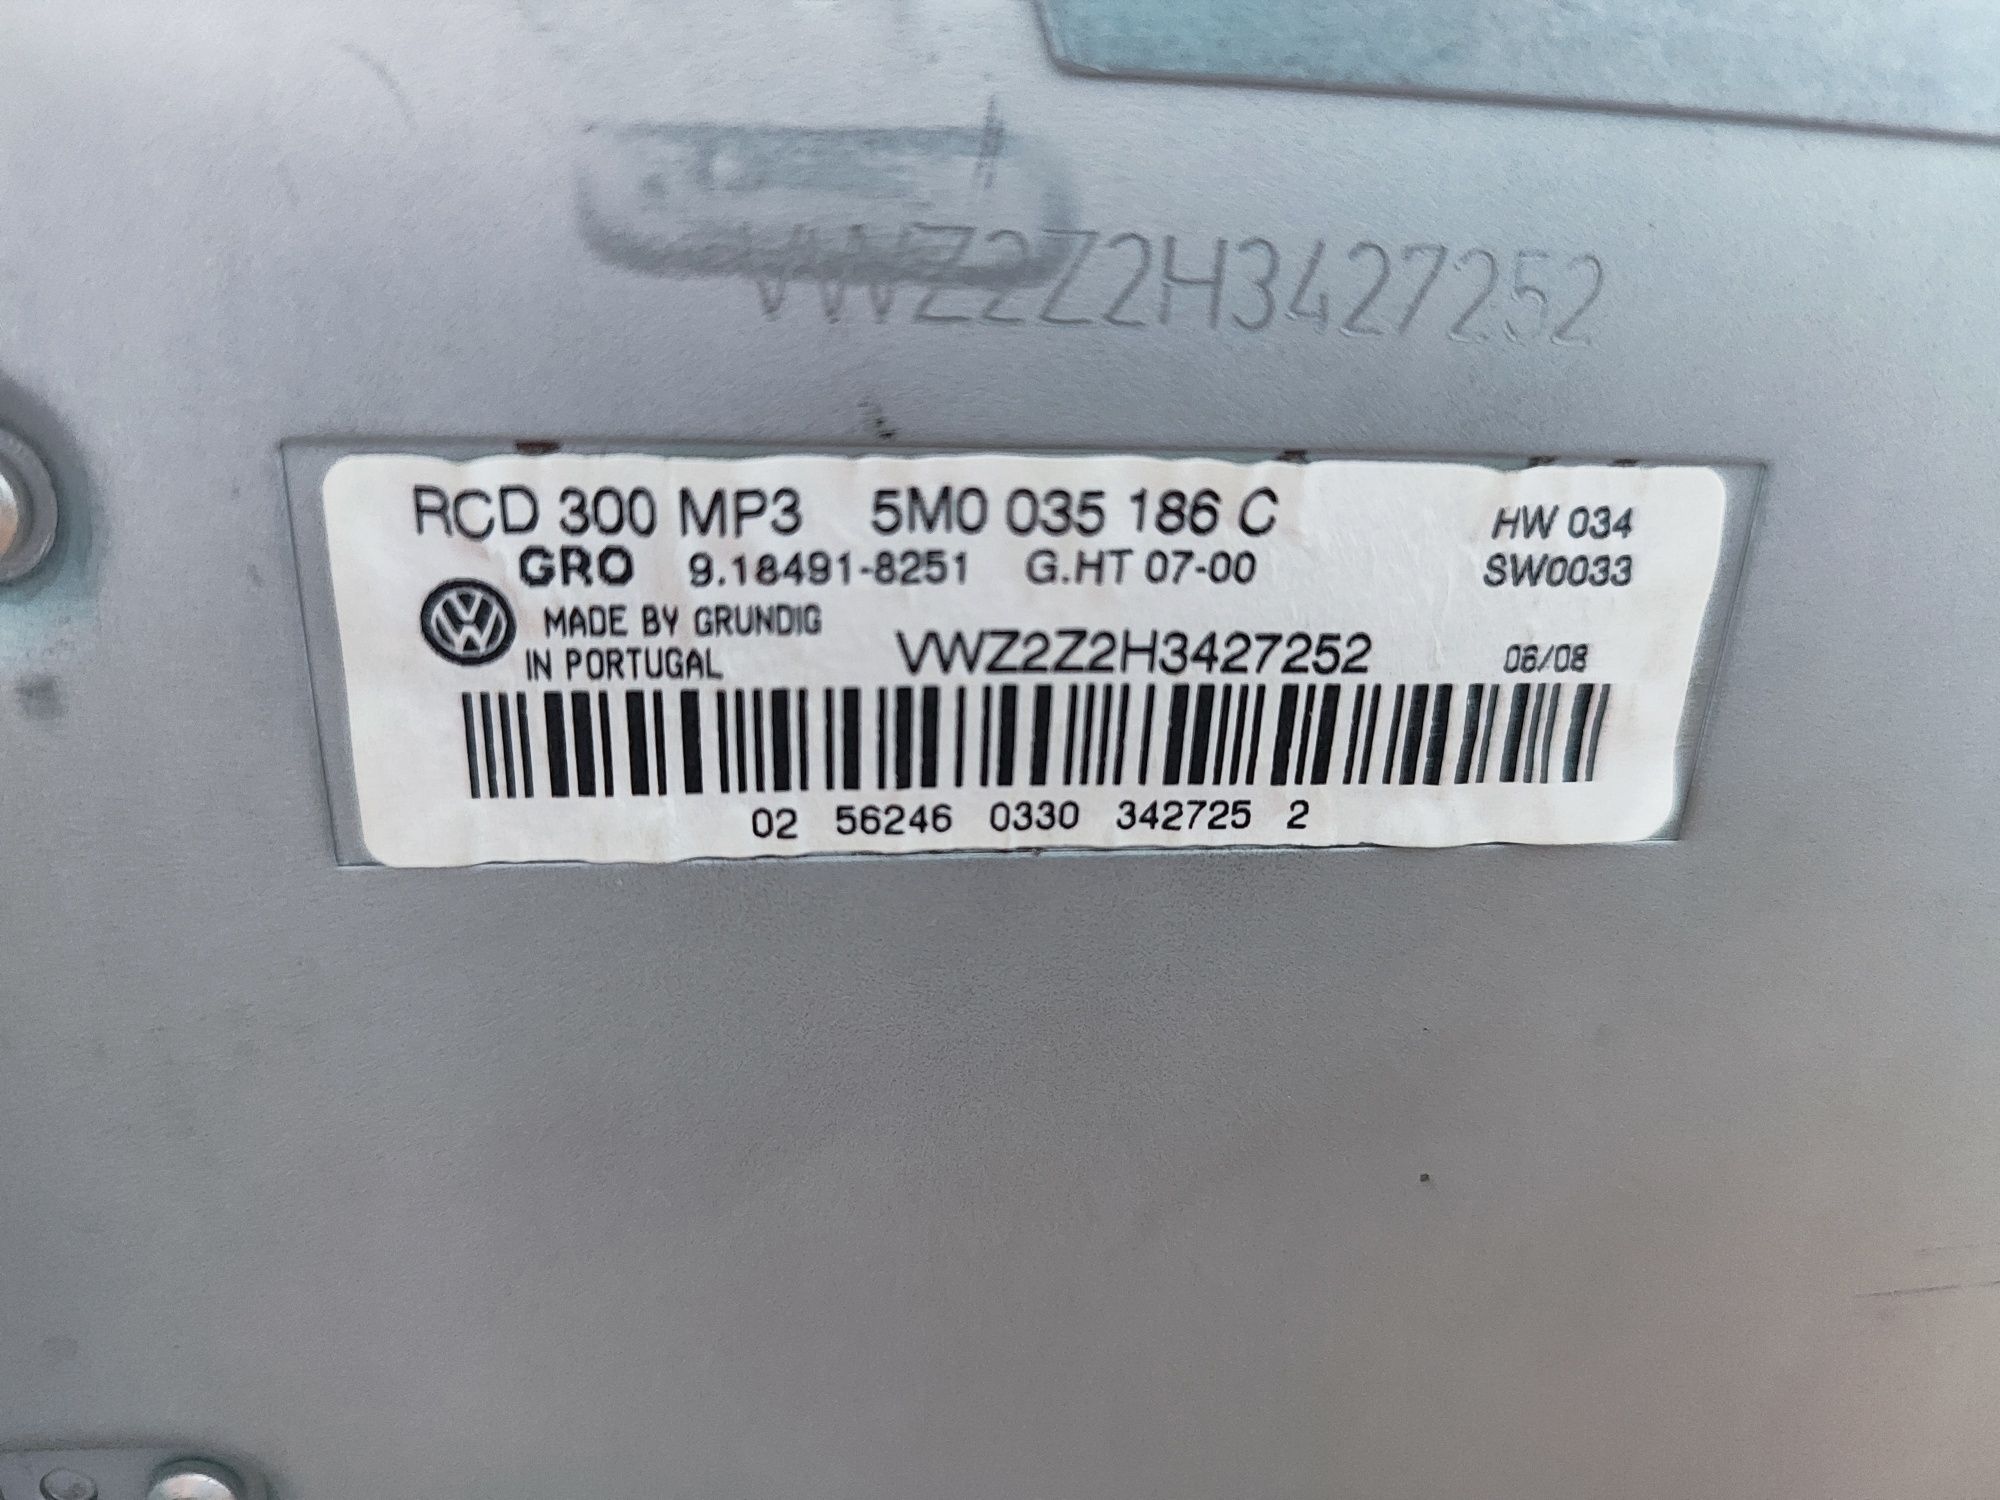 VWZ2Z2H3427252
RCD 300 MP3 5M0 035 186 C HW 034
GRO 9.18491-8251 G.HT 07-00 SW0033
MADE BY GRUNDIG
IN PORTUGAL VWZ2Z2H3427252 06/08
02 56246 0330 342725 2